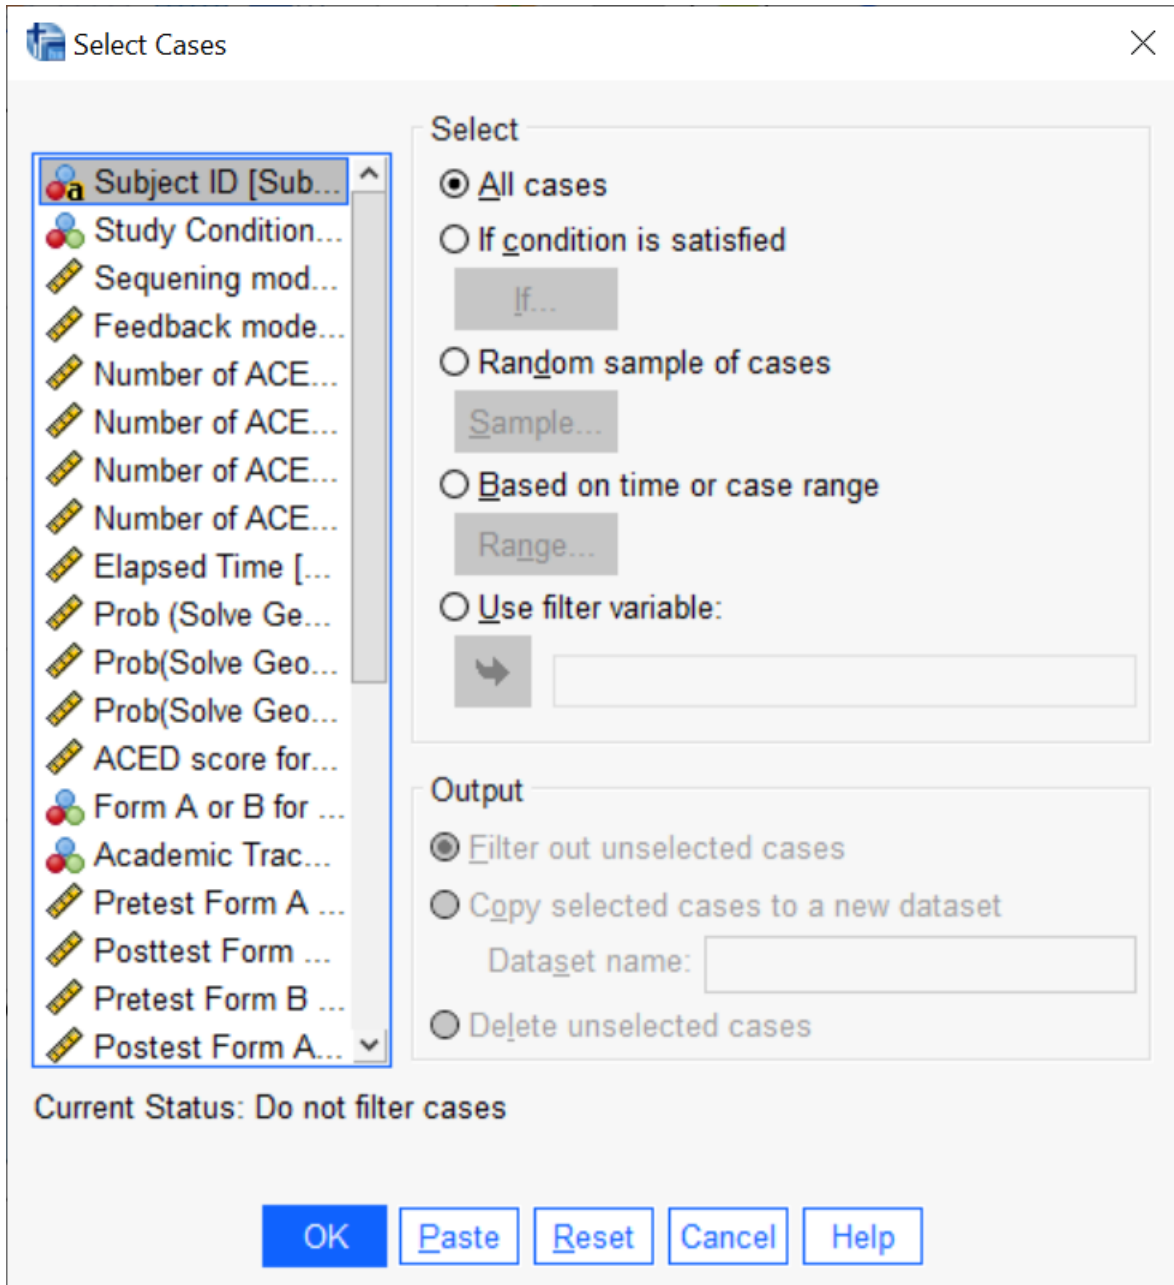 Select Cases
Subject ID [Sub...
Study Condition...
Sequening mod...
Feedback mode...
Number of ACE...
Number of ACE...
Number of ACE...
Number of ACE...
Elapsed Time [...
Prob (Solve Ge...
Prob(Solve Geo...
Prob(Solve Geo...
ACED score for...
Form A or B for ...
Academic Trac...
Pretest Form A ...
Posttest Form ...
Pretest Form B ...
Postest Form A...
Select
All cases
If condition is satisfied
If...
Random sample of cases
Sample...
Based on time or case range
Range...
Use filter variable:
Output
Filter out unselected cases
Copy selected cases to a new dataset
Dataset name:
Delete unselected cases
Current Status: Do not filter cases
OK Paste Reset Cancel Help